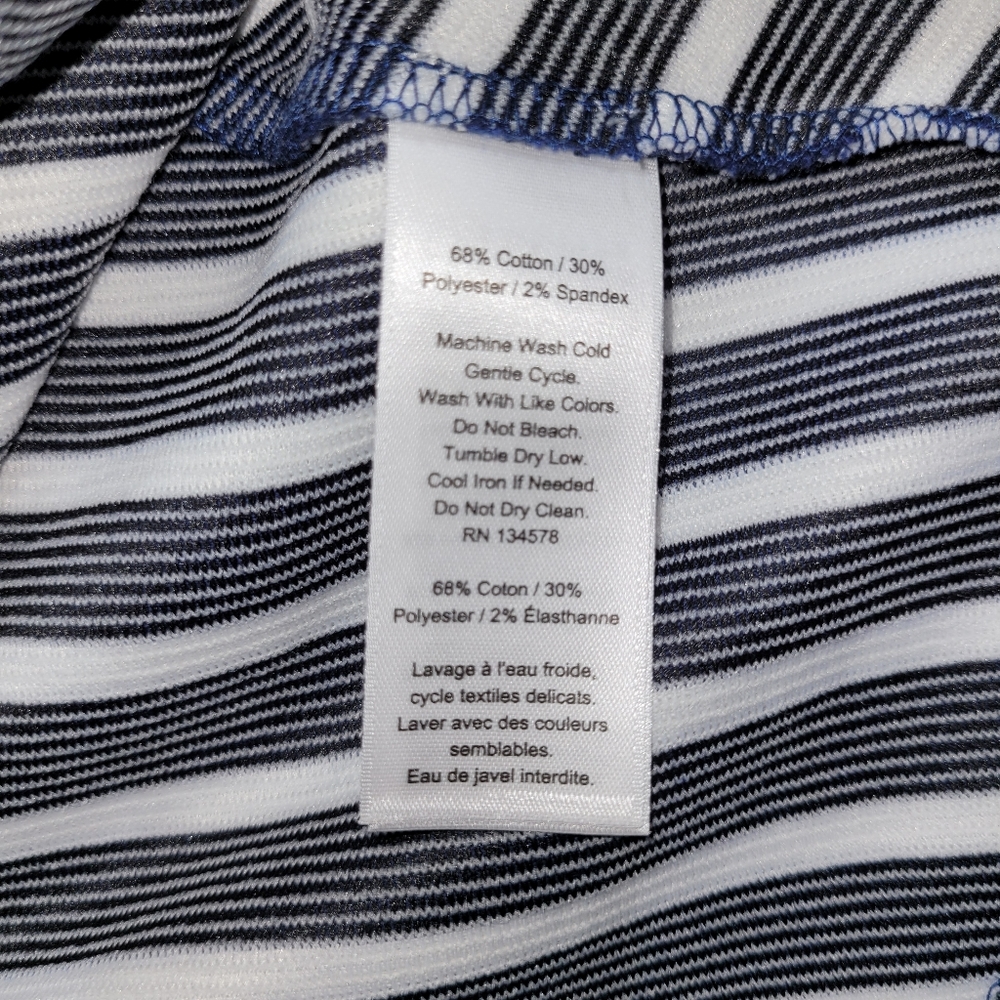 68% Cotton / 30%
Polyester / 2% Spandex
Machine Wash Cold
Gentle Cycle.
Wash With Like Colors.
Do Not Bleach.
Tumble Dry Low.
Cool Iron If Needed.
Do Not Dry Clean.
RN 134578
68% Coton / 30%
Polyester / 2% Élasthanne
Lavage à l'eau froide,
cycle textiles delicats.
Laver avec des couleurs
semblables.
Eau de javel interdite.